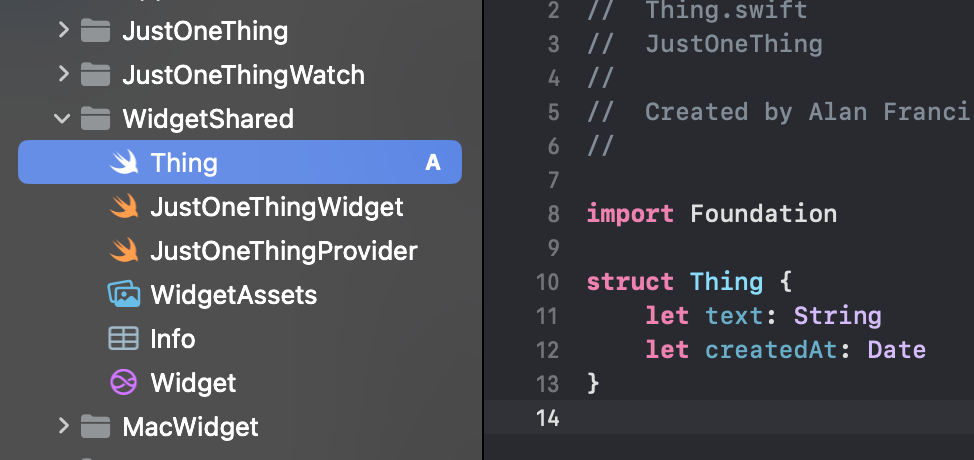 JustOneThing
JustOneThingWatch
WidgetShared
Thing A
JustOneThingWidget
JustOneThingProvider
WidgetAssets
Info
Widget
MacWidget
2 // Thing.swift
3 // JustOneThing
4 //
5 // Created by Alan
6 //
7
8 import Foundation
9
10 struct Thing {
11 let text: String
12 let createdAt: Date
13 }
14